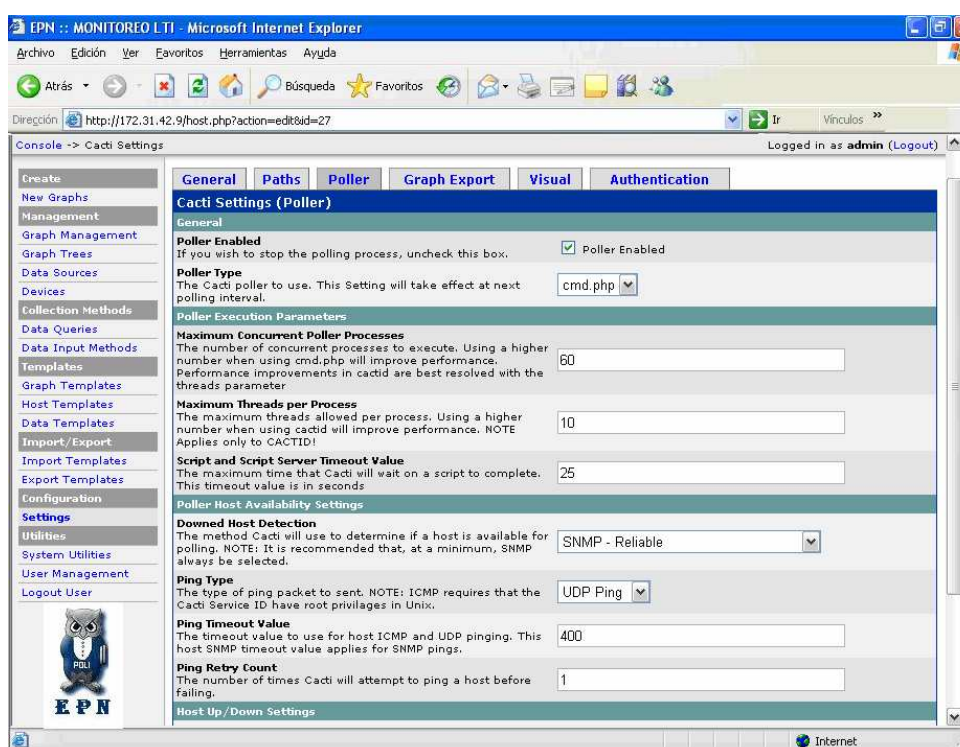 EPN :: MONITOREO LTI - Microsoft Internet Explorer
Archivo Edición Ver Favoritos Herramientas Ayuda
Atrás Búsqueda Favoritos
Dirección http://172.31.42.9/host.php?action=edit&id=27 Ir Vínculos »
Console -> Cacti Settings Logged in as admin (Logout)
Create
New Graphs
Management
Graph Management
Graph Trees
Data Sources
Devices
Collection Methods
Data Queries
Data Input Methods
Templates
Graph Templates
Host Templates
Data Templates
Import/Export
Import Templates
Export Templates
Configuration
Settings
Utilities
System Utilities
User Management
Logout User
POLI
EPN
General Paths Poller Graph Export Visual Authentication
Cacti Settings (Poller)
General
Poller Enabled
If you wish to stop the polling process, uncheck this box.
Poller Enabled
Poller Type
The Cacti poller to use. This Setting will take effect at next
polling interval.
cmd.php
Poller Execution Parameters
Maximum Concurrent Poller Processes
The number of concurrent processes to execute. Using a higher
number when using cmd.php will improve performance.
Performance improvements in cactid are best resolved with the
threads parameter
60
Maximum Threads per Process
The maximum threads allowed per process. Using a higher
number when using cactid will improve performance. NOTE
Applies only to CACTID!
10
Script and Script Server Timeout Value
The maximum time that Cacti will wait on a script to complete.
This timeout value is in seconds
25
Poller Host Availability Settings
Downed Host Detection
The method Cacti will use to determine if a host is available for
polling. NOTE: It is recommended that, at a minimum, SNMP
always be selected.
SNMP - Reliable
Ping Type
The type of ping packet to sent. NOTE: ICMP requires that the
Cacti Service ID have root privilages in Unix.
UDP Ping
Ping Timeout Value
The timeout value to use for host ICMP and UDP pinging. This
host SNMP timeout value applies for SNMP pings.
400
Ping Retry Count
The number of times Cacti will attempt to ping a host before
failing.
1
Host Up/Down Settings
Internet